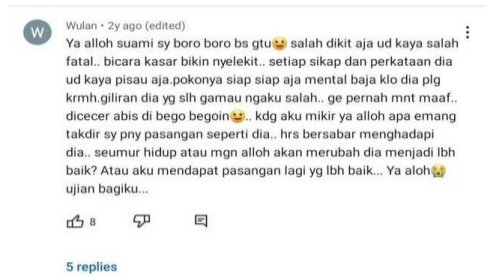 W
Wulan • 2y ago (edited)
Ya alloh suami sy boro boro bs gtu😛 salah dikit aja ud kaya salah
fatal.. bicara kasar bikin nyelekit.. setiap sikap dan perkataan dia
ud kaya pisau aja.pokonya siap siap aja mental baja klo dia plg
krmh.giliran dia yg slh gamau ngaku salah.. ge pernah mnt maaf..
dicecer abis di bego begoin😛.. kdg aku mikir ya alloh apa emang
takdir sy pny pasangan seperti dia.. hrs bersabar menghadapi
dia.. seumur hidup atau mgn alloh akan merubah dia menjadi lbh
baik? Atau aku mendapat pasangan lagi yg lbh baik... Ya aloh😭
ujian bagiku...
8
5 replies